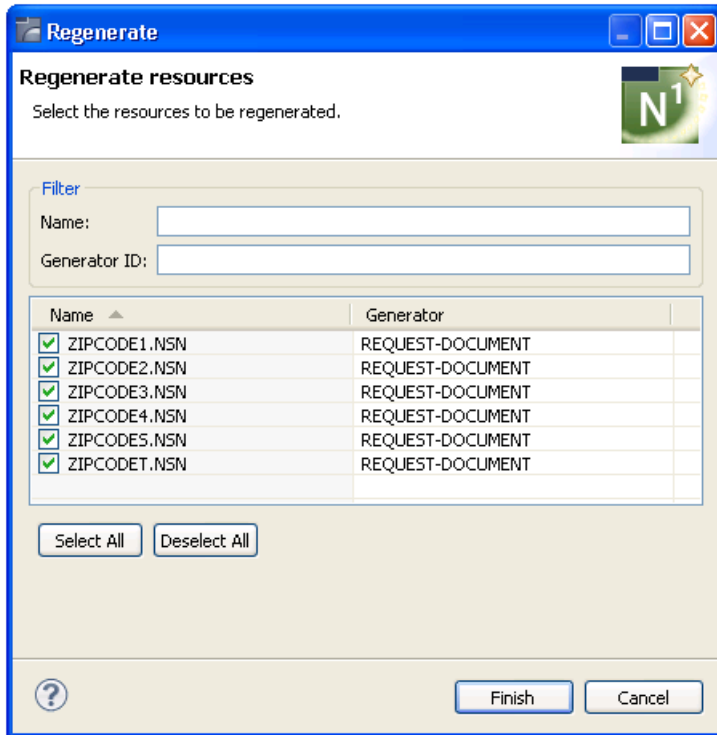 Regenerate
Regenerate resources
Select the resources to be regenerated.
N1
Filter
Name:
Generator ID:
Name Generator
ZIPCODE1.NSN REQUEST-DOCUMENT
ZIPCODE2.NSN REQUEST-DOCUMENT
ZIPCODE3.NSN REQUEST-DOCUMENT
ZIPCODE4.NSN REQUEST-DOCUMENT
ZIPCODES.NSN REQUEST-DOCUMENT
ZIPCODET.NSN REQUEST-DOCUMENT
Select All Deselect All
? Finish Cancel